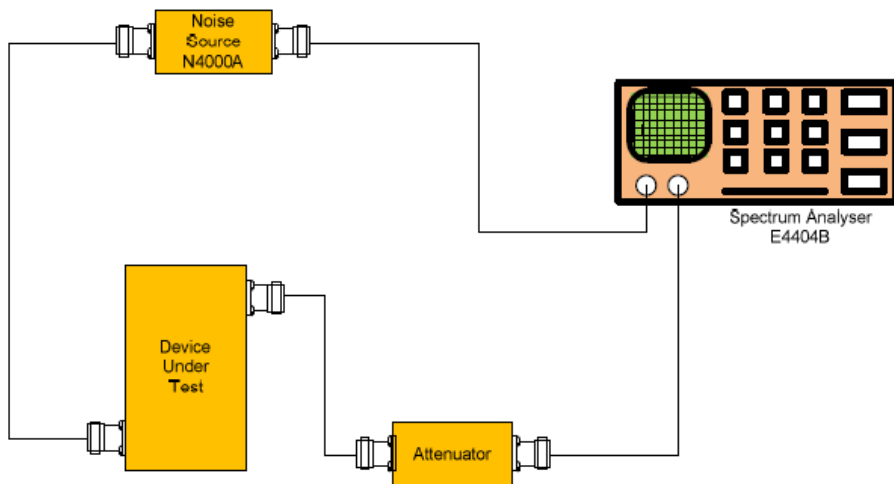 Noise
Source
N4000A
Spectrum Analyser
E4404B
Device
Under
Test
Attenuator